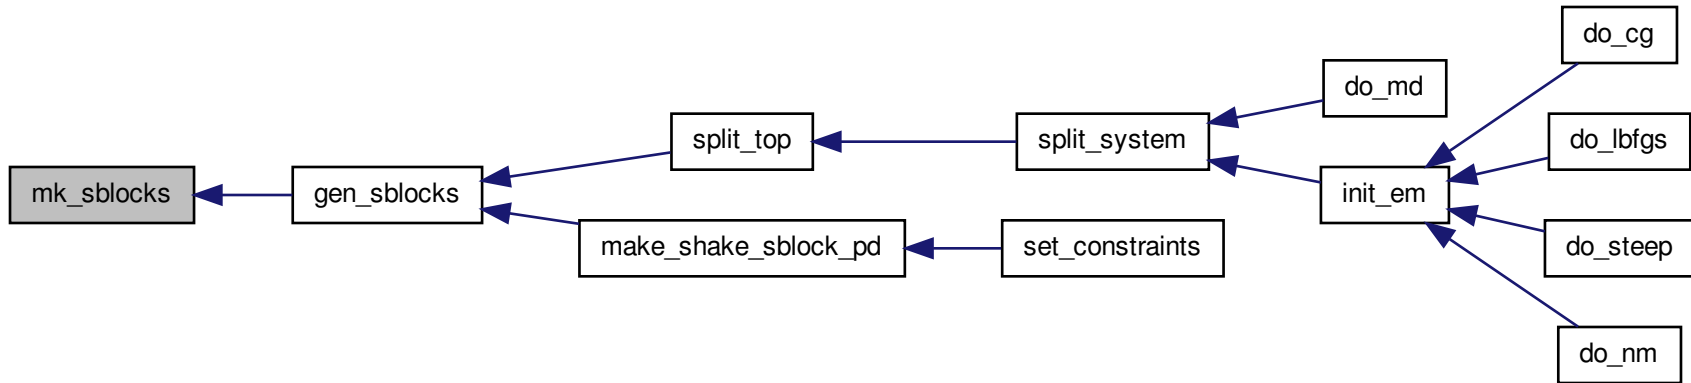 mk_sblocks
gen_sblocks
split_top
make_shake_sblock_pd
split_system
set_constraints
do_md
init_em
do_cg
do_lbfgs
do_steep
do_nm